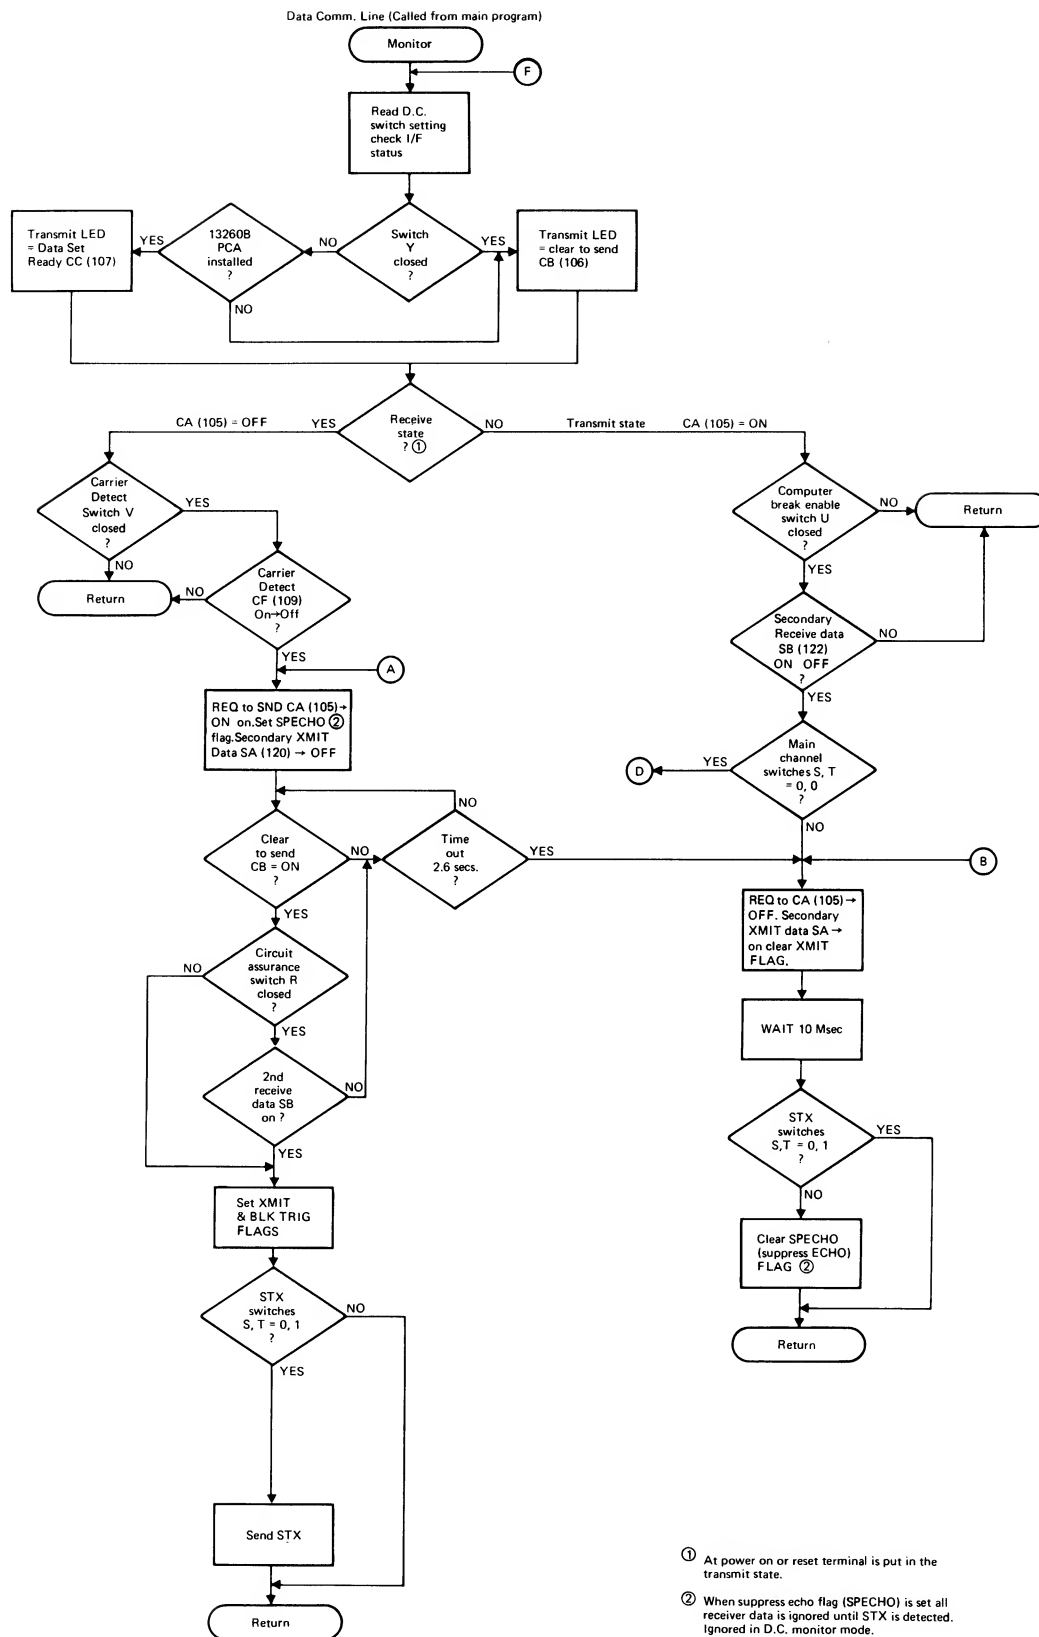 Data Comm. Line (Called from main program)
Monitor
F
Read D.C.
switch setting
check I/F
status
Transmit LED
= Data Set
Ready CC (107)
YES
13260B
PCA
installed
?
NO
Switch
Y
closed
?
YES
Transmit LED
= clear to send
CB (106)
NO
CA (105) = OFF
YES
Receive
state
? ①
NO
Transmit state
CA (105) = ON
Carrier
Detect
Switch V
closed
?
YES
NO
Return
NO
Carrier
Detect
CF (109)
On→Off
?
YES
A
Computer
break enable
switch U
closed
?
NO
Return
YES
Secondary
Receive data
SB (122)
ON OFF
?
NO
YES
REQ to SND CA (105)→
ON on.Set SPECHO ②
flag.Secondary XMIT
Data SA (120) → OFF
D
YES
Main
channel
switches S, T
= 0, 0
?
NO
NO
Clear
to send
CB = ON
?
NO
Time
out
2.6 secs.
?
YES
B
YES
REQ to CA (105) →
OFF. Secondary
XMIT data SA →
on clear XMIT
FLAG.
NO
Circuit
assurance
switch R
closed
?
YES
WAIT 10 Msec
2nd
receive
data SB
on ?
NO
YES
STX
switches
S,T = 0, 1
?
YES
NO
Set XMIT
& BLK TRIG
FLAGS
Clear SPECHO
(suppress ECHO)
FLAG ②
STX
switches
S, T = 0, 1
?
NO
YES
Return
Send STX
Return
① At power on or reset terminal is put in the
transmit state.
② When suppress echo flag (SPECHO) is set all
receiver data is ignored until STX is detected.
Ignored in D.C. monitor mode.